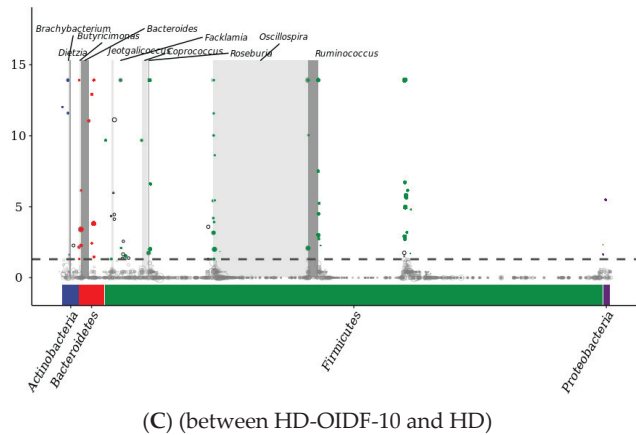 Brachybacterium
Butyricimonas
Dietzia
Bacteroides
Jeotgalicoccus
Facklamia
Coprococcus
Roseburia
Oscillospira
Ruminococcus
15
10
5
0
Actinobacteria
Bacteroidetes
Firmicutes
Proteobacteria
(C) (between HD-OIDF-10 and HD)